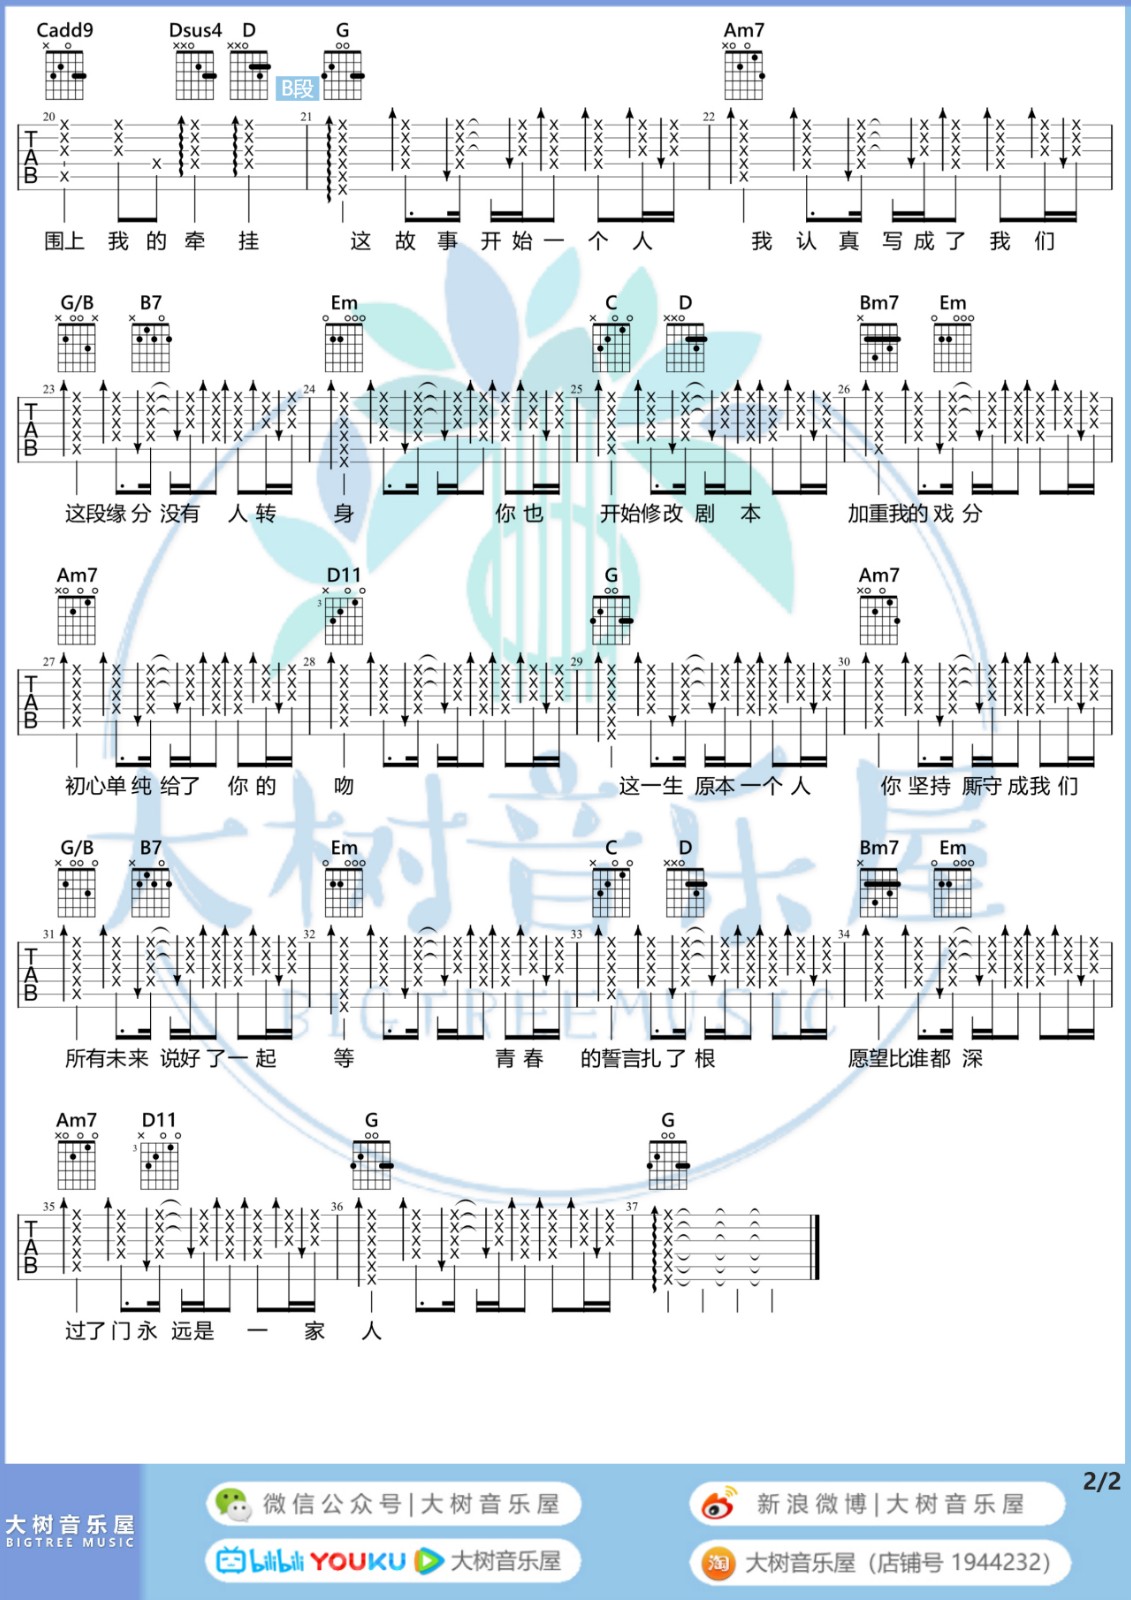 Cadd9 Dsus4 D G Am7
B段
20 21 22
围上 我的牵挂 这故事开始一个人 我认真写成了我们
G/B B7 Em C D Bm7 Em
23 24 25 26
这段缘分没有人转身 你也 开始修改剧本 加重我的戏分
Am7 D11 G Am7
3
27 28 29 30
初心单纯给了你的吻 这一生原本一个人 你坚持厮守成我们
G/B B7 Em C D Bm7 Em
31 32 33 34
所有未来说好了一起等 青春 的誓言扎了根 愿望比谁都深
Am7 D11 G G
3
35 36 37
过了门永远是一家人
大树音乐屋
BIGTREEMUSIC
2/2
大树音乐屋
BIGTREE MUSIC
微信公众号|大树音乐屋
新浪微博|大树音乐屋
bilibili YOUKU 大树音乐屋
淘 大树音乐屋（店铺号 1944232）